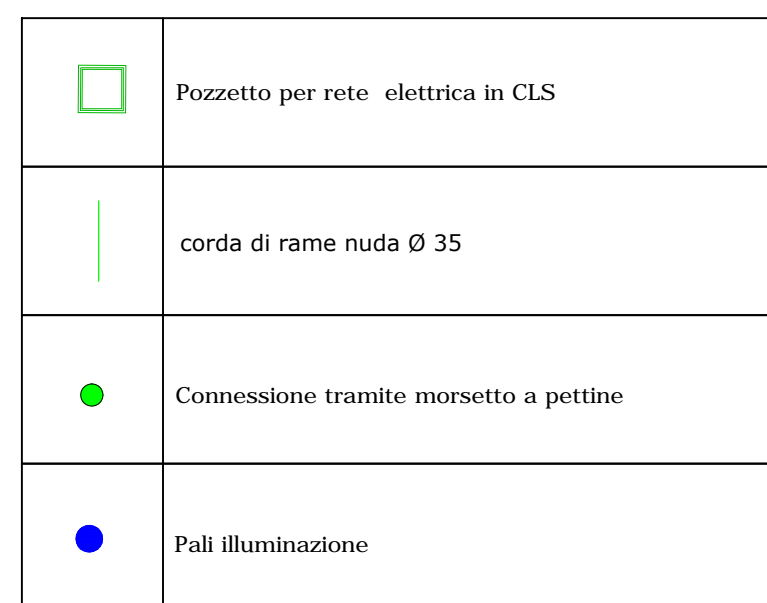 Pozzetto per rete  elettrica in CLS
corda di rame nuda Ø 35
Connessione tramite morsetto a pettine
Pali illuminazione